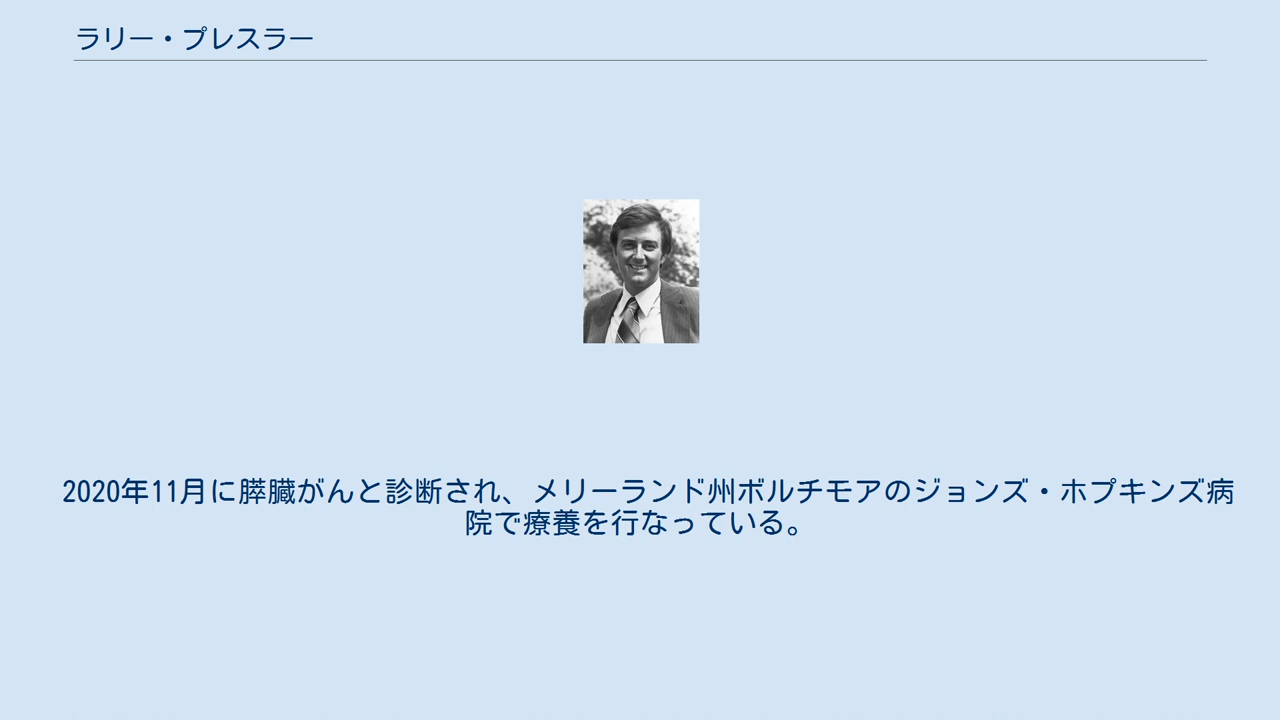 ラリー・プレスラー
2020年11月に膵臓がんと診断され、メリーランド州ボルチモアのジョンズ・ホプキンズ病
院で療養を行なっている。